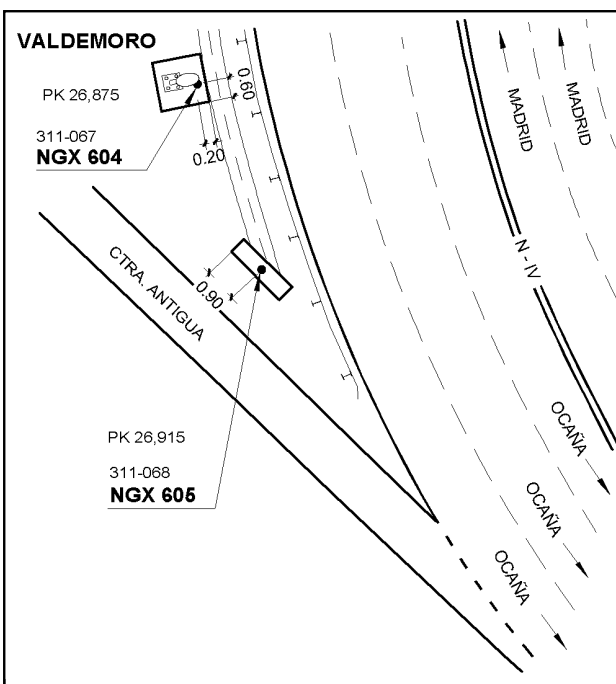 VALDEMORO
PK 26,875
311-067
NGX 604
0.60
0.20
MADRID
MADRID
N - IV
CTRA. ANTIGUA
0.90
PK 26,915
311-068
NGX 605
OCAÑA
OCAÑA
OCAÑA